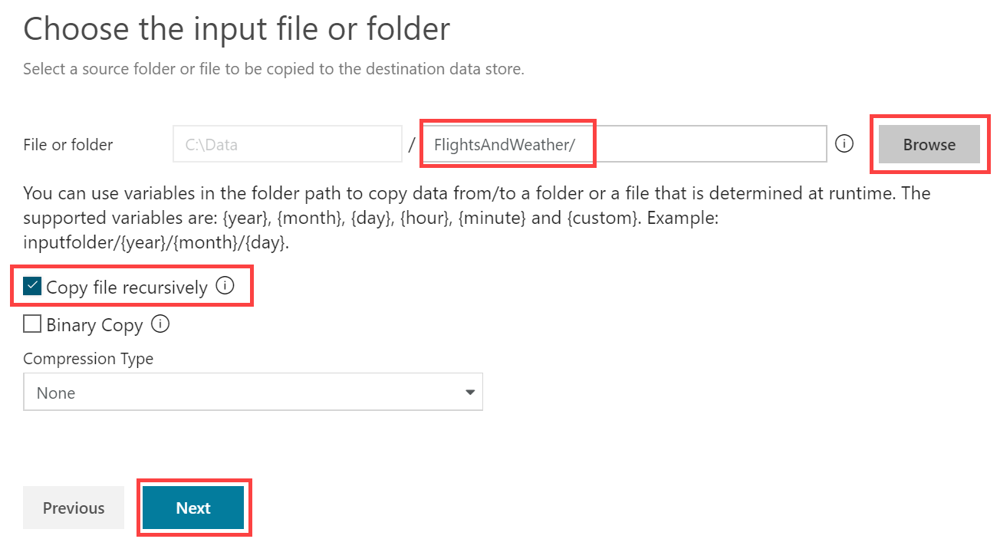 Choose the input file or folder
Select a source folder or file to be copied to the destination data store.
File or folder C:\Data / FlightsAndWeather/ Browse
You can use variables in the folder path to copy data from/to a folder or a file that is determined at runtime. The
supported variables are: {year}, {month}, {day}, {hour}, {minute} and {custom}. Example:
inputfolder/{year}/{month}/{day}.
Copy file recursively
Binary Copy
Compression Type
None
Previous Next